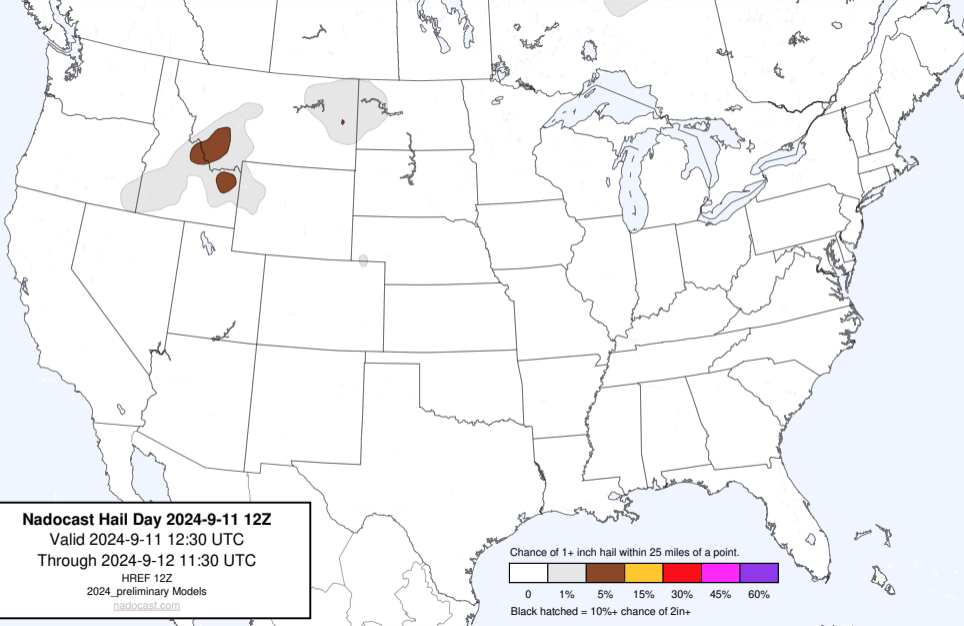 Nadocast Hail Day 2024-9-11 12Z
Valid 2024-9-11 12:30 UTC
Through 2024-9-12 11:30 UTC
HREF 12Z
2024_preliminary Models
nadocast.com
Chance of 1+ inch hail within 25 miles of a point.
0 1% 5% 15% 30% 45% 60%
Black hatched = 10%+ chance of 2in+